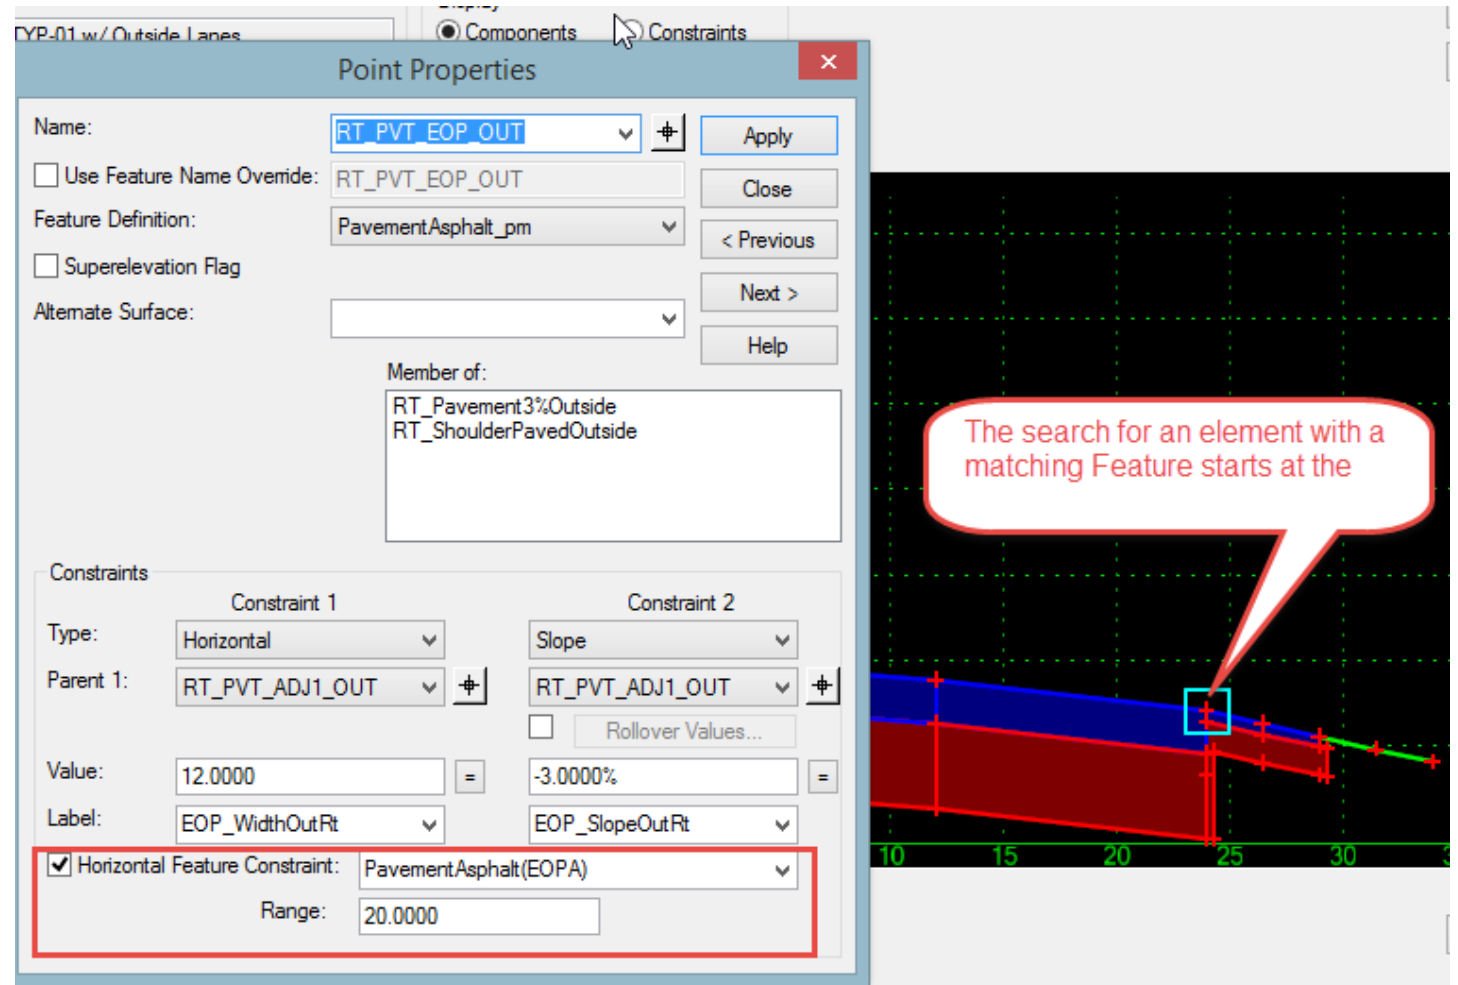 TYP-01 w/ Outside Lanes
Display
Components
Constraints
Point Properties
Name:
RT_PVT_EOP_OUT
Apply
Use Feature Name Override:
RT_PVT_EOP_OUT
Close
Feature Definition:
PavementAsphalt_pm
< Previous
Superelevation Flag
Next >
Alternate Surface:
Help
Member of:
RT_Pavement3%Outside
RT_ShoulderPavedOutside
Constraints
Constraint 1
Constraint 2
Type:
Horizontal
Slope
Parent 1:
RT_PVT_ADJ1_OUT
RT_PVT_ADJ1_OUT
Rollover Values...
Value:
12.0000
=
-3.0000%
=
Label:
EOP_WidthOutRt
EOP_SlopeOutRt
Horizontal Feature Constraint:
PavementAsphalt(EOPA)
Range:
20.0000
The search for an element with a
matching Feature starts at the
10 15 20 25 30